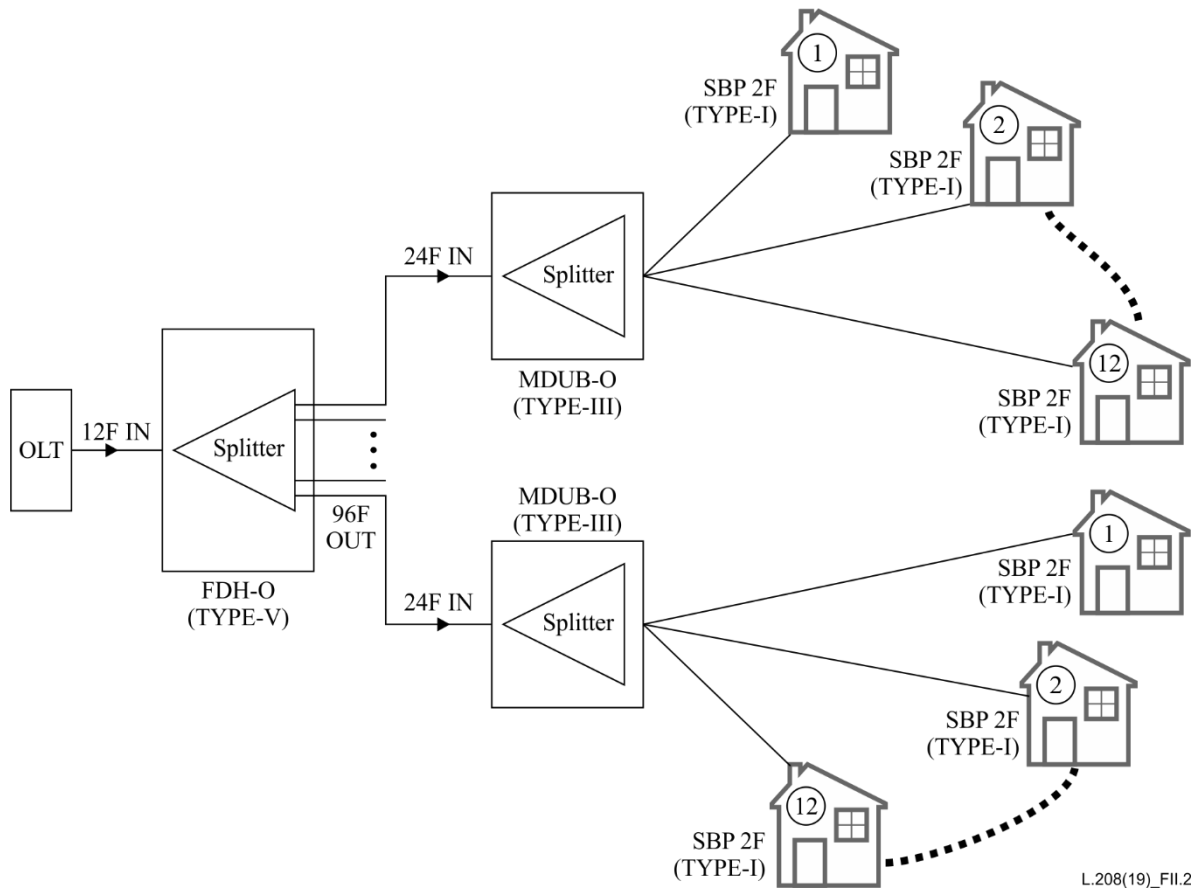 1
SBP 2F
(TYPE-I)
2
SBP 2F
(TYPE-I)
24F IN
Splitter
MDUB-O
(TYPE-III)
12
SBP 2F
(TYPE-I)
OLT
12F IN
Splitter
96F
OUT
FDH-O
(TYPE-V)
MDUB-O
(TYPE-III)
24F IN
Splitter
1
SBP 2F
(TYPE-I)
2
SBP 2F
(TYPE-I)
12
SBP 2F
(TYPE-I)
L.208(19)_FII.2